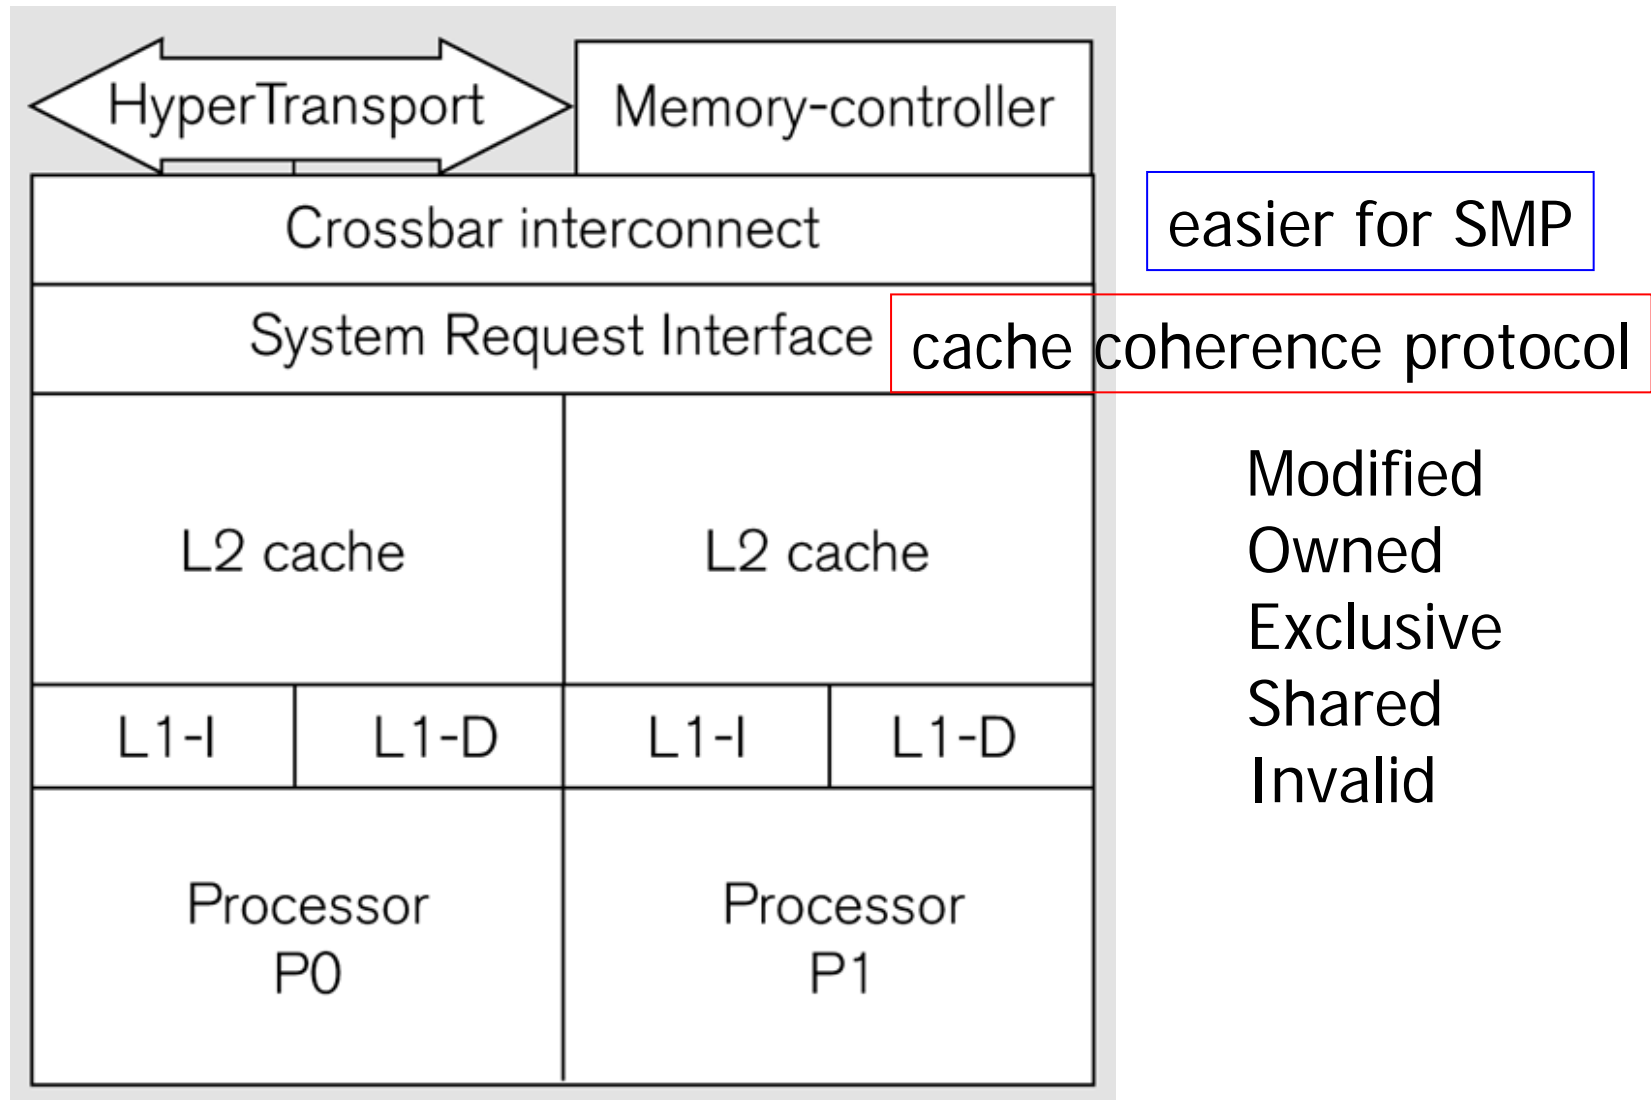 HyperTransport
Memory-controller
Crossbar interconnect
easier for SMP
System Request Interface
cache coherence protocol
L2 cache
L2 cache
Modified
Owned
Exclusive
Shared
Invalid
L1-I
L1-D
L1-I
L1-D
Processor
P0
Processor
P1